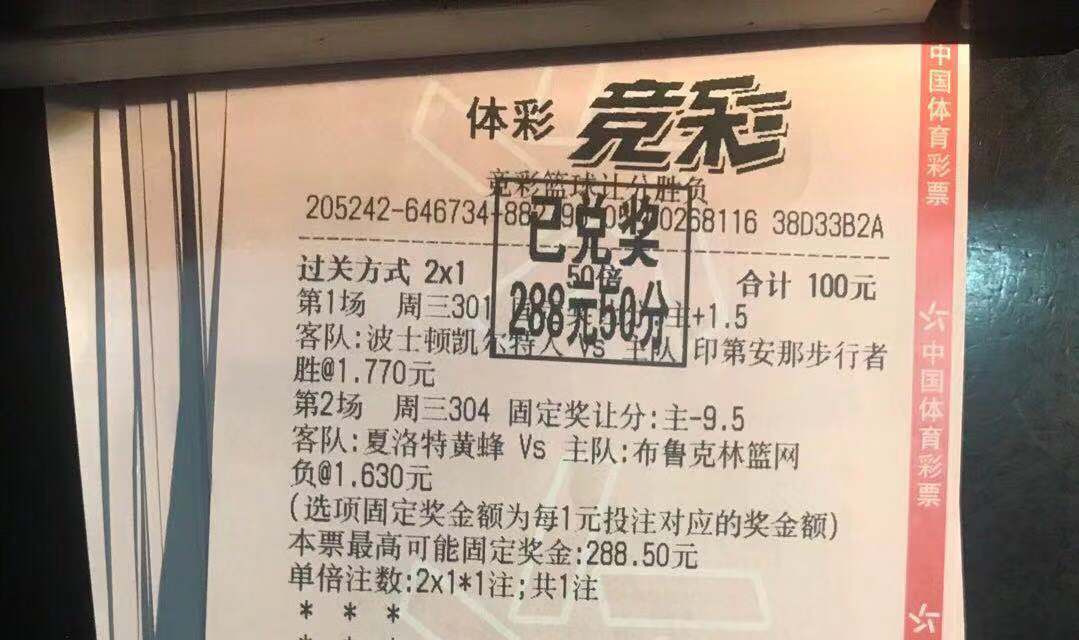 体彩 竞彩
竞彩篮球让分胜负
205242-646734-88 0268116 38D33B2A
已兑奖
288元50分
过关方式 2x1 50倍 合计 100元
第1场 周三301 主+1.5
客队:波士顿凯尔特人 Vs 主队 印第安那步行者
胜@1.770元
第2场 周三304 固定奖让分:主-9.5
客队:夏洛特黄蜂 Vs 主队:布鲁克林篮网
负@1.630元
(选项固定奖金额为每1元投注对应的奖金额)
本票最高可能固定奖金:288.50元
单倍注数:2x1*1注;共1注
* * *
* * *
中国体育彩票
中国体育彩票